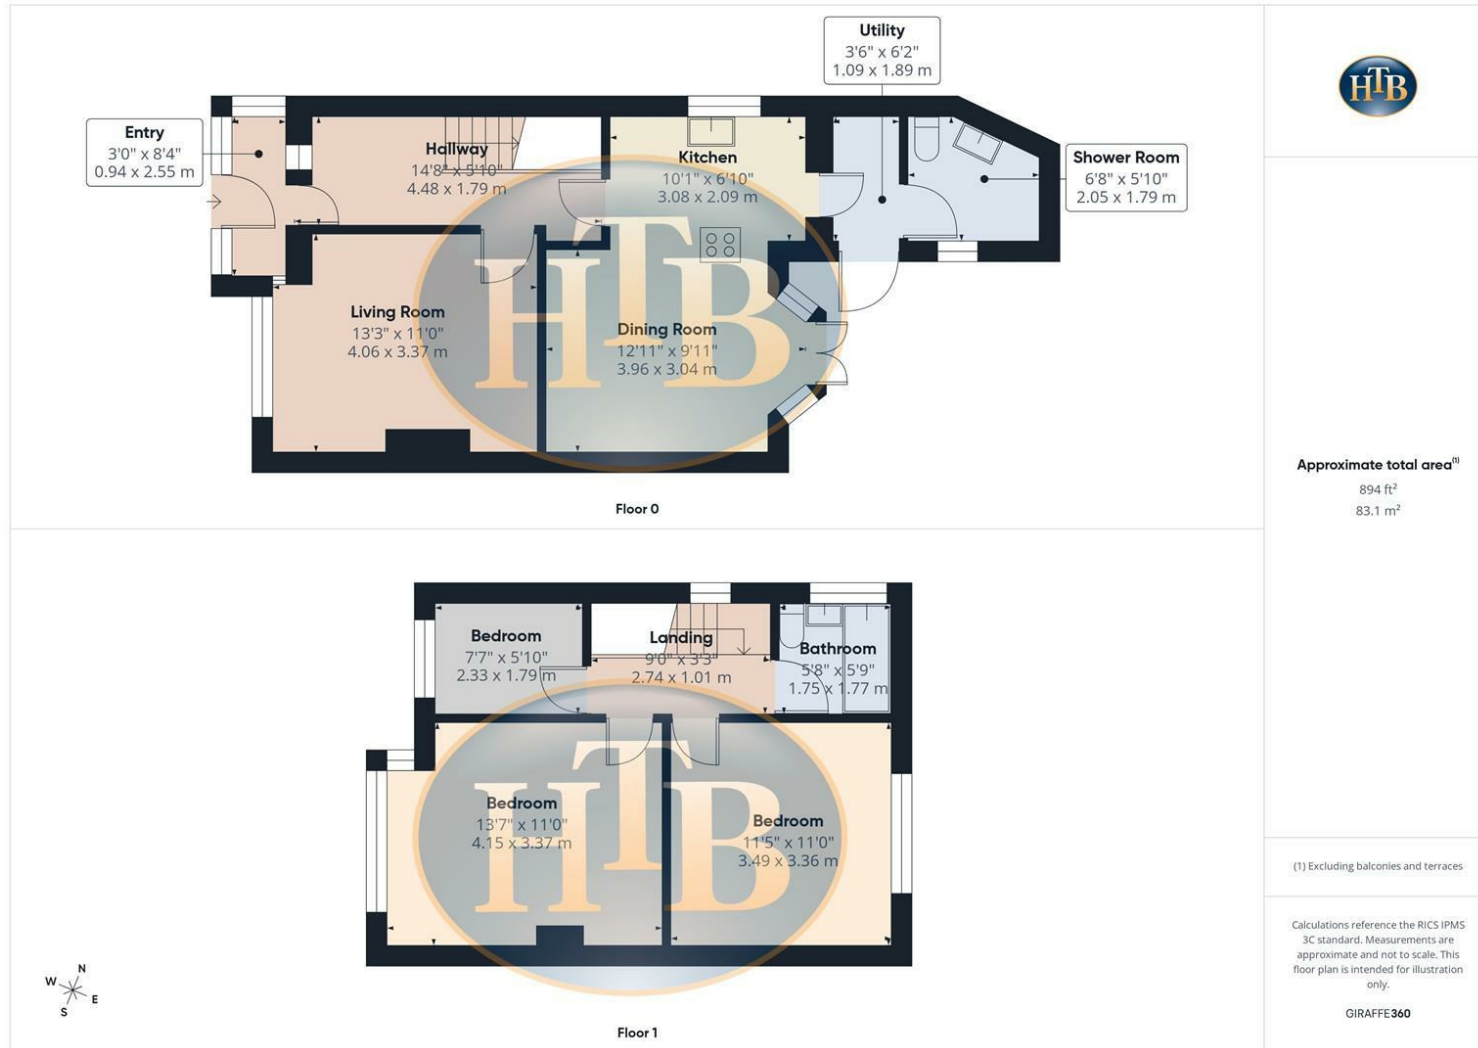 Utility
3'6" x 6'2"
1.09 x 1.89 m
Entry
3'0" x 8'4"
0.94 x 2.55 m
Hallway
14'8" x 5'10"
4.48 x 1.79 m
Kitchen
10'1" x 6'10"
3.08 x 2.09 m
Shower Room
6'8" x 5'10"
2.05 x 1.79 m
Living Room
13'3" x 11'0"
4.06 x 3.37 m
Dining Room
12'11" x 9'11"
3.96 x 3.04 m
HTB
Floor 0
Bedroom
7'7" x 5'10"
2.33 x 1.79 m
Landing
9'0" x 3'3"
2.74 x 1.01 m
Bathroom
5'8" x 5'9"
1.75 x 1.77 m
Bedroom
13'7" x 11'0"
4.15 x 3.37 m
Bedroom
11'5" x 11'0"
3.49 x 3.36 m
HTB
N
W
E
S
Floor 1
HTB
Approximate total area(1)
894 ft²
83.1 m²
(1) Excluding balconies and terraces
Calculations reference the RICS IPMS
3C standard. Measurements are
approximate and not to scale. This
floor plan is intended for illustration
only.
GIRAFFE360